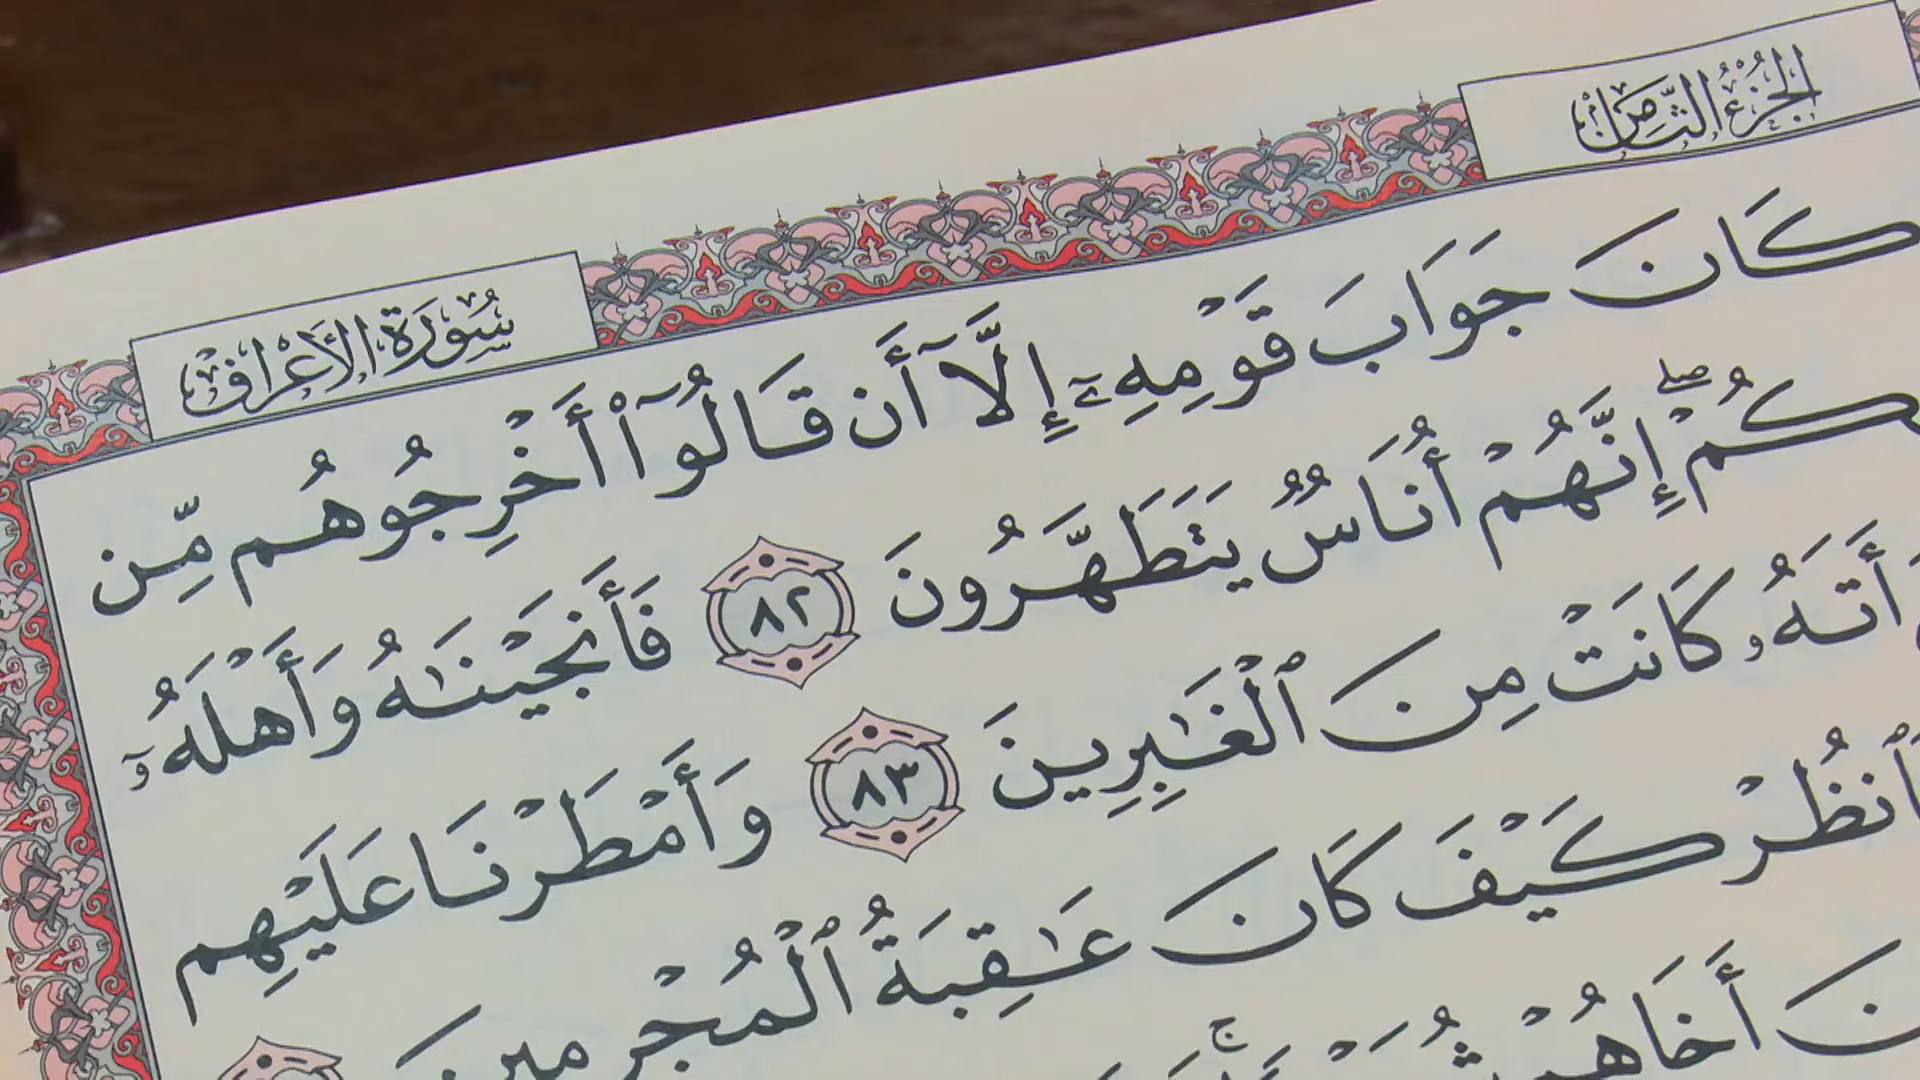 الجزء الثامن
سورة الأعراف
كَانَ جَوَابَ قَوْمِهِۦٓ إِلَّآ أَن قَالُوٓا۟ أَخْرِجُوهُم مِّن
كُمْ ۖ إِنَّهُمْ أُنَاسٌ يَتَطَهَّرُونَ ٨٢ فَأَنجَيْنَـٰهُ وَأَهْلَهُۥٓ
أَتَهُۥ كَانَتْ مِنَ ٱلْغَـٰبِرِينَ ٨٣ وَأَمْطَرْنَا عَلَيْهِم
ٱنظُرْ كَيْفَ كَانَ عَـٰقِبَةُ ٱلْمُجْرِمِينَ
نَ أَخَاهُمْ